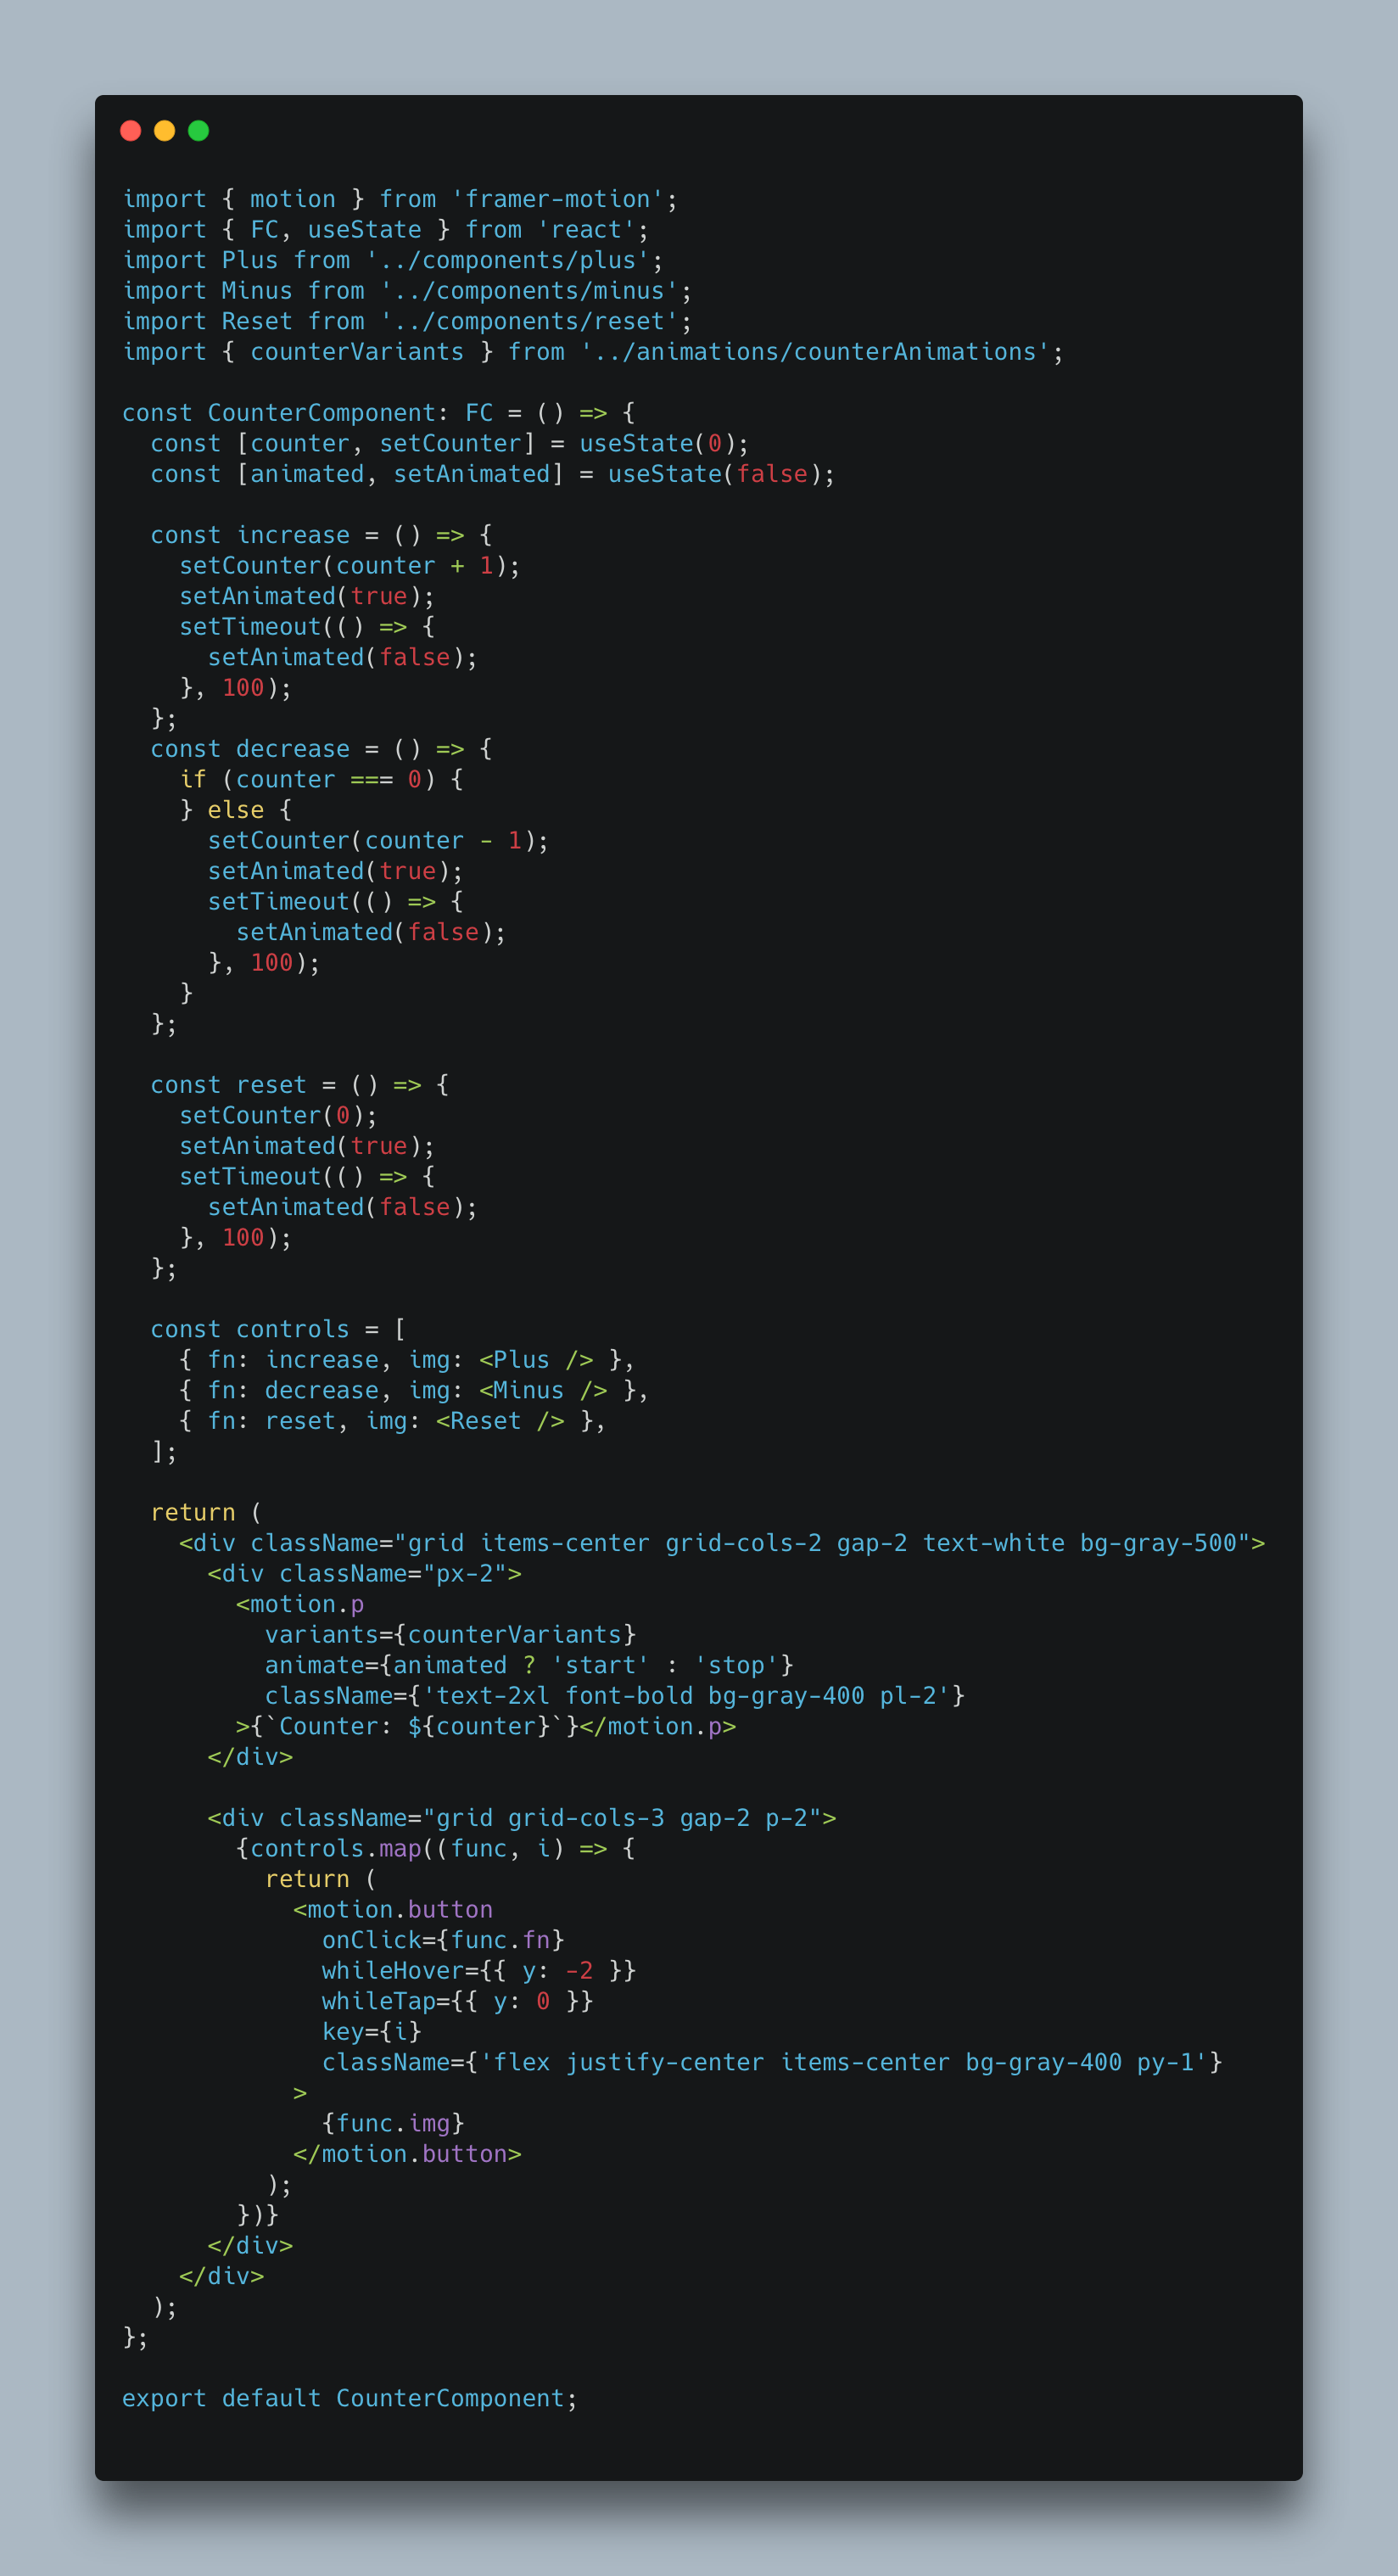 import { motion } from 'framer-motion';
import { FC, useState } from 'react';
import Plus from '../components/plus';
import Minus from '../components/minus';
import Reset from '../components/reset';
import { counterVariants } from '../animations/counterAnimations';

const CounterComponent: FC = () => {
  const [counter, setCounter] = useState(0);
  const [animated, setAnimated] = useState(false);

  const increase = () => {
    setCounter(counter + 1);
    setAnimated(true);
    setTimeout(() => {
      setAnimated(false);
    }, 100);
  };
  const decrease = () => {
    if (counter === 0) {
    } else {
      setCounter(counter - 1);
      setAnimated(true);
      setTimeout(() => {
        setAnimated(false);
      }, 100);
    }
  };

  const reset = () => {
    setCounter(0);
    setAnimated(true);
    setTimeout(() => {
      setAnimated(false);
    }, 100);
  };

  const controls = [
    { fn: increase, img: <Plus /> },
    { fn: decrease, img: <Minus /> },
    { fn: reset, img: <Reset /> },
  ];

  return (
    <div className="grid items-center grid-cols-2 gap-2 text-white bg-gray-500">
      <div className="px-2">
        <motion.p
          variants={counterVariants}
          animate={animated ? 'start' : 'stop'}
          className={'text-2xl font-bold bg-gray-400 pl-2'}
        >{`Counter: ${counter}`}</motion.p>
      </div>

      <div className="grid grid-cols-3 gap-2 p-2">
        {controls.map((func, i) => {
          return (
            <motion.button
              onClick={func.fn}
              whileHover={{ y: -2 }}
              whileTap={{ y: 0 }}
              key={i}
              className={'flex justify-center items-center bg-gray-400 py-1'}
            >
              {func.img}
            </motion.button>
          );
        })}
      </div>
    </div>
  );
};

export default CounterComponent;